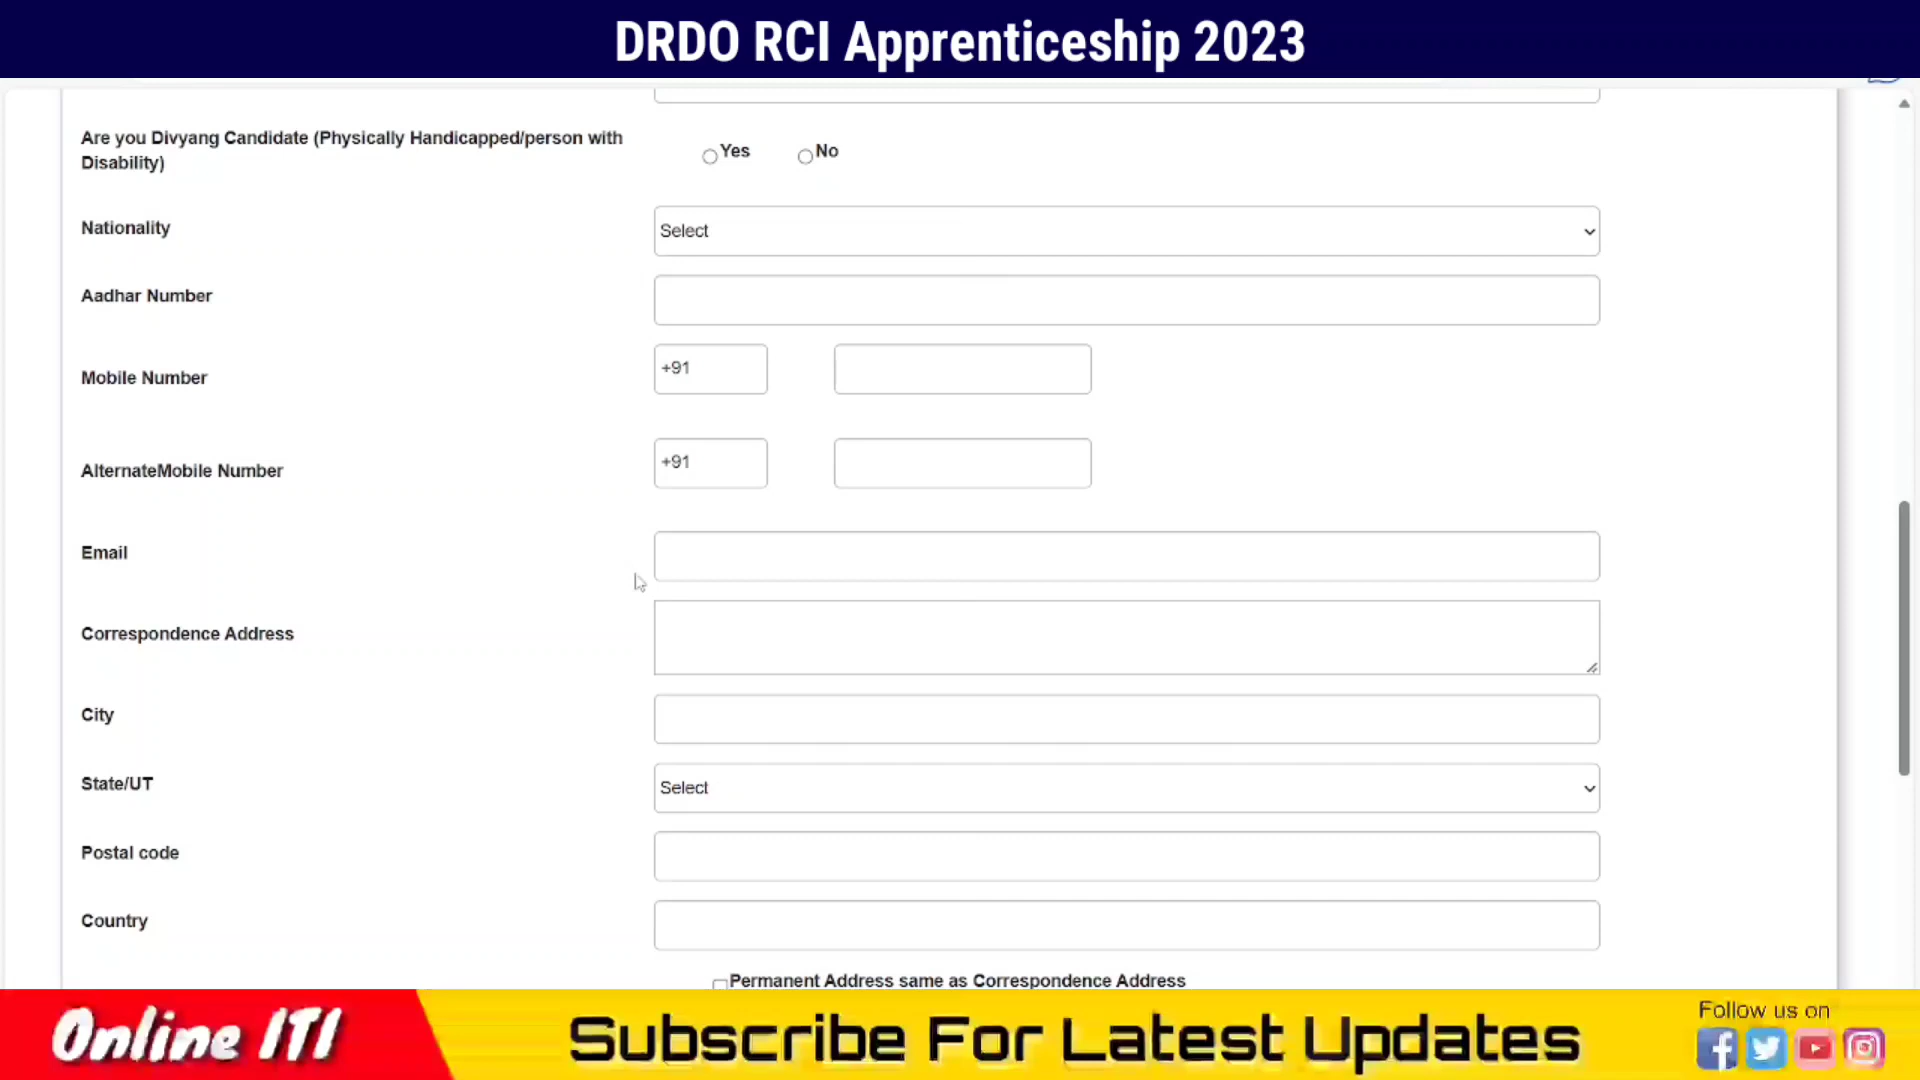 DRDO RCI Apprenticeship 2023
Are you Divyang Candidate (Physically Handicapped/person with
Disability)
Yes
No
Nationality
Select
Aadhar Number
Mobile Number
+91
AlternateMobile Number
+91
Email
Correspondence Address
City
State/UT
Select
Postal code
Country
Permanent Address same as Correspondence Address
Online ITI
Subscribe For Latest Updates
Follow us on